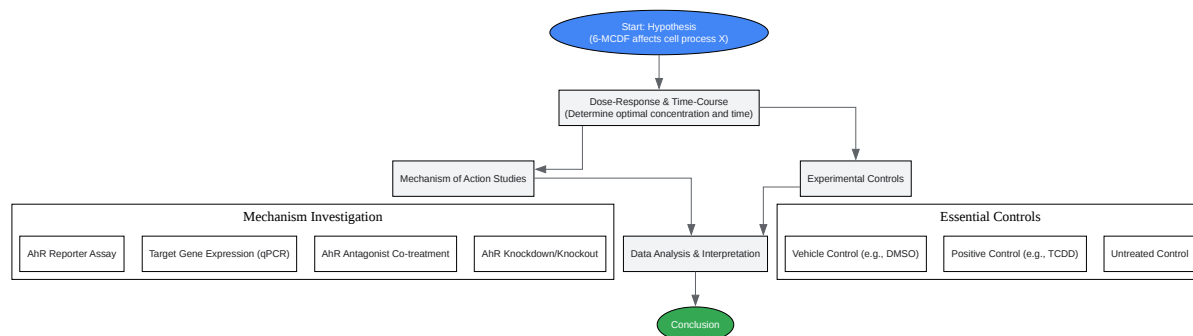 Start: Hypothesis
(6-MCDF affects cell process X)
Dose-Response & Time-Course
(Determine optimal concentration and time)
Mechanism of Action Studies
Experimental Controls
Mechanism Investigation
AhR Reporter Assay
Target Gene Expression (qPCR)
AhR Antagonist Co-treatment
AhR Knockdown/Knockout
Data Analysis & Interpretation
Essential Controls
Vehicle Control (e.g., DMSO)
Positive Control (e.g., TCDD)
Untreated Control
Conclusion